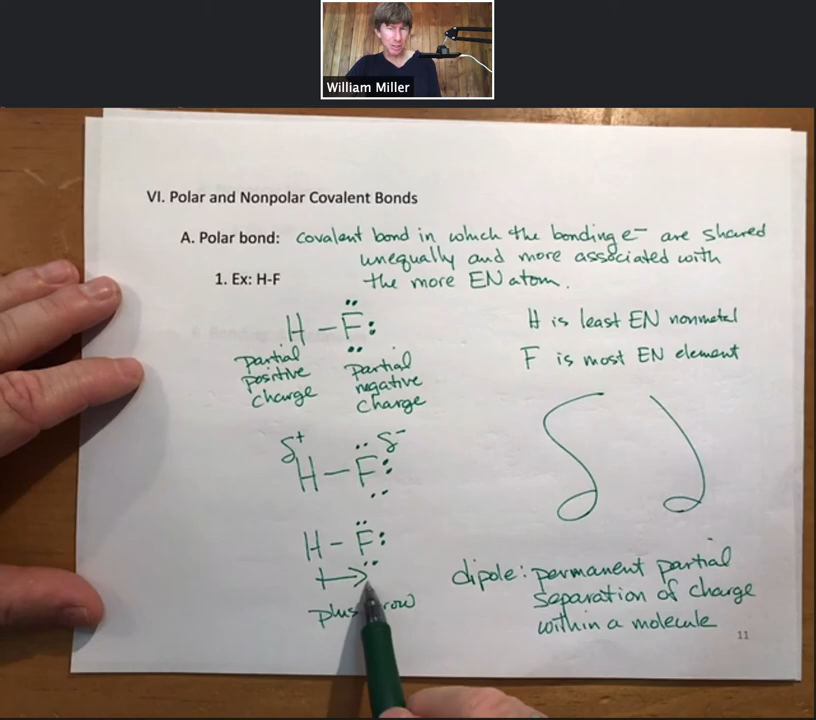 William Miller
VI. Polar and Nonpolar Covalent Bonds
A. Polar bond: covalent bond in which the bonding e⁻ are shared
unequally and more associated with
1. Ex: H-F
the more EN atom.
H – F
H is least EN nonmetal
partial
positive
charge
partial
negative
charge
F is most EN element
δ⁺ δ⁻
H – F
δ
H – F
plus
dipole: permanent partial
separation of charge
within a molecule
11